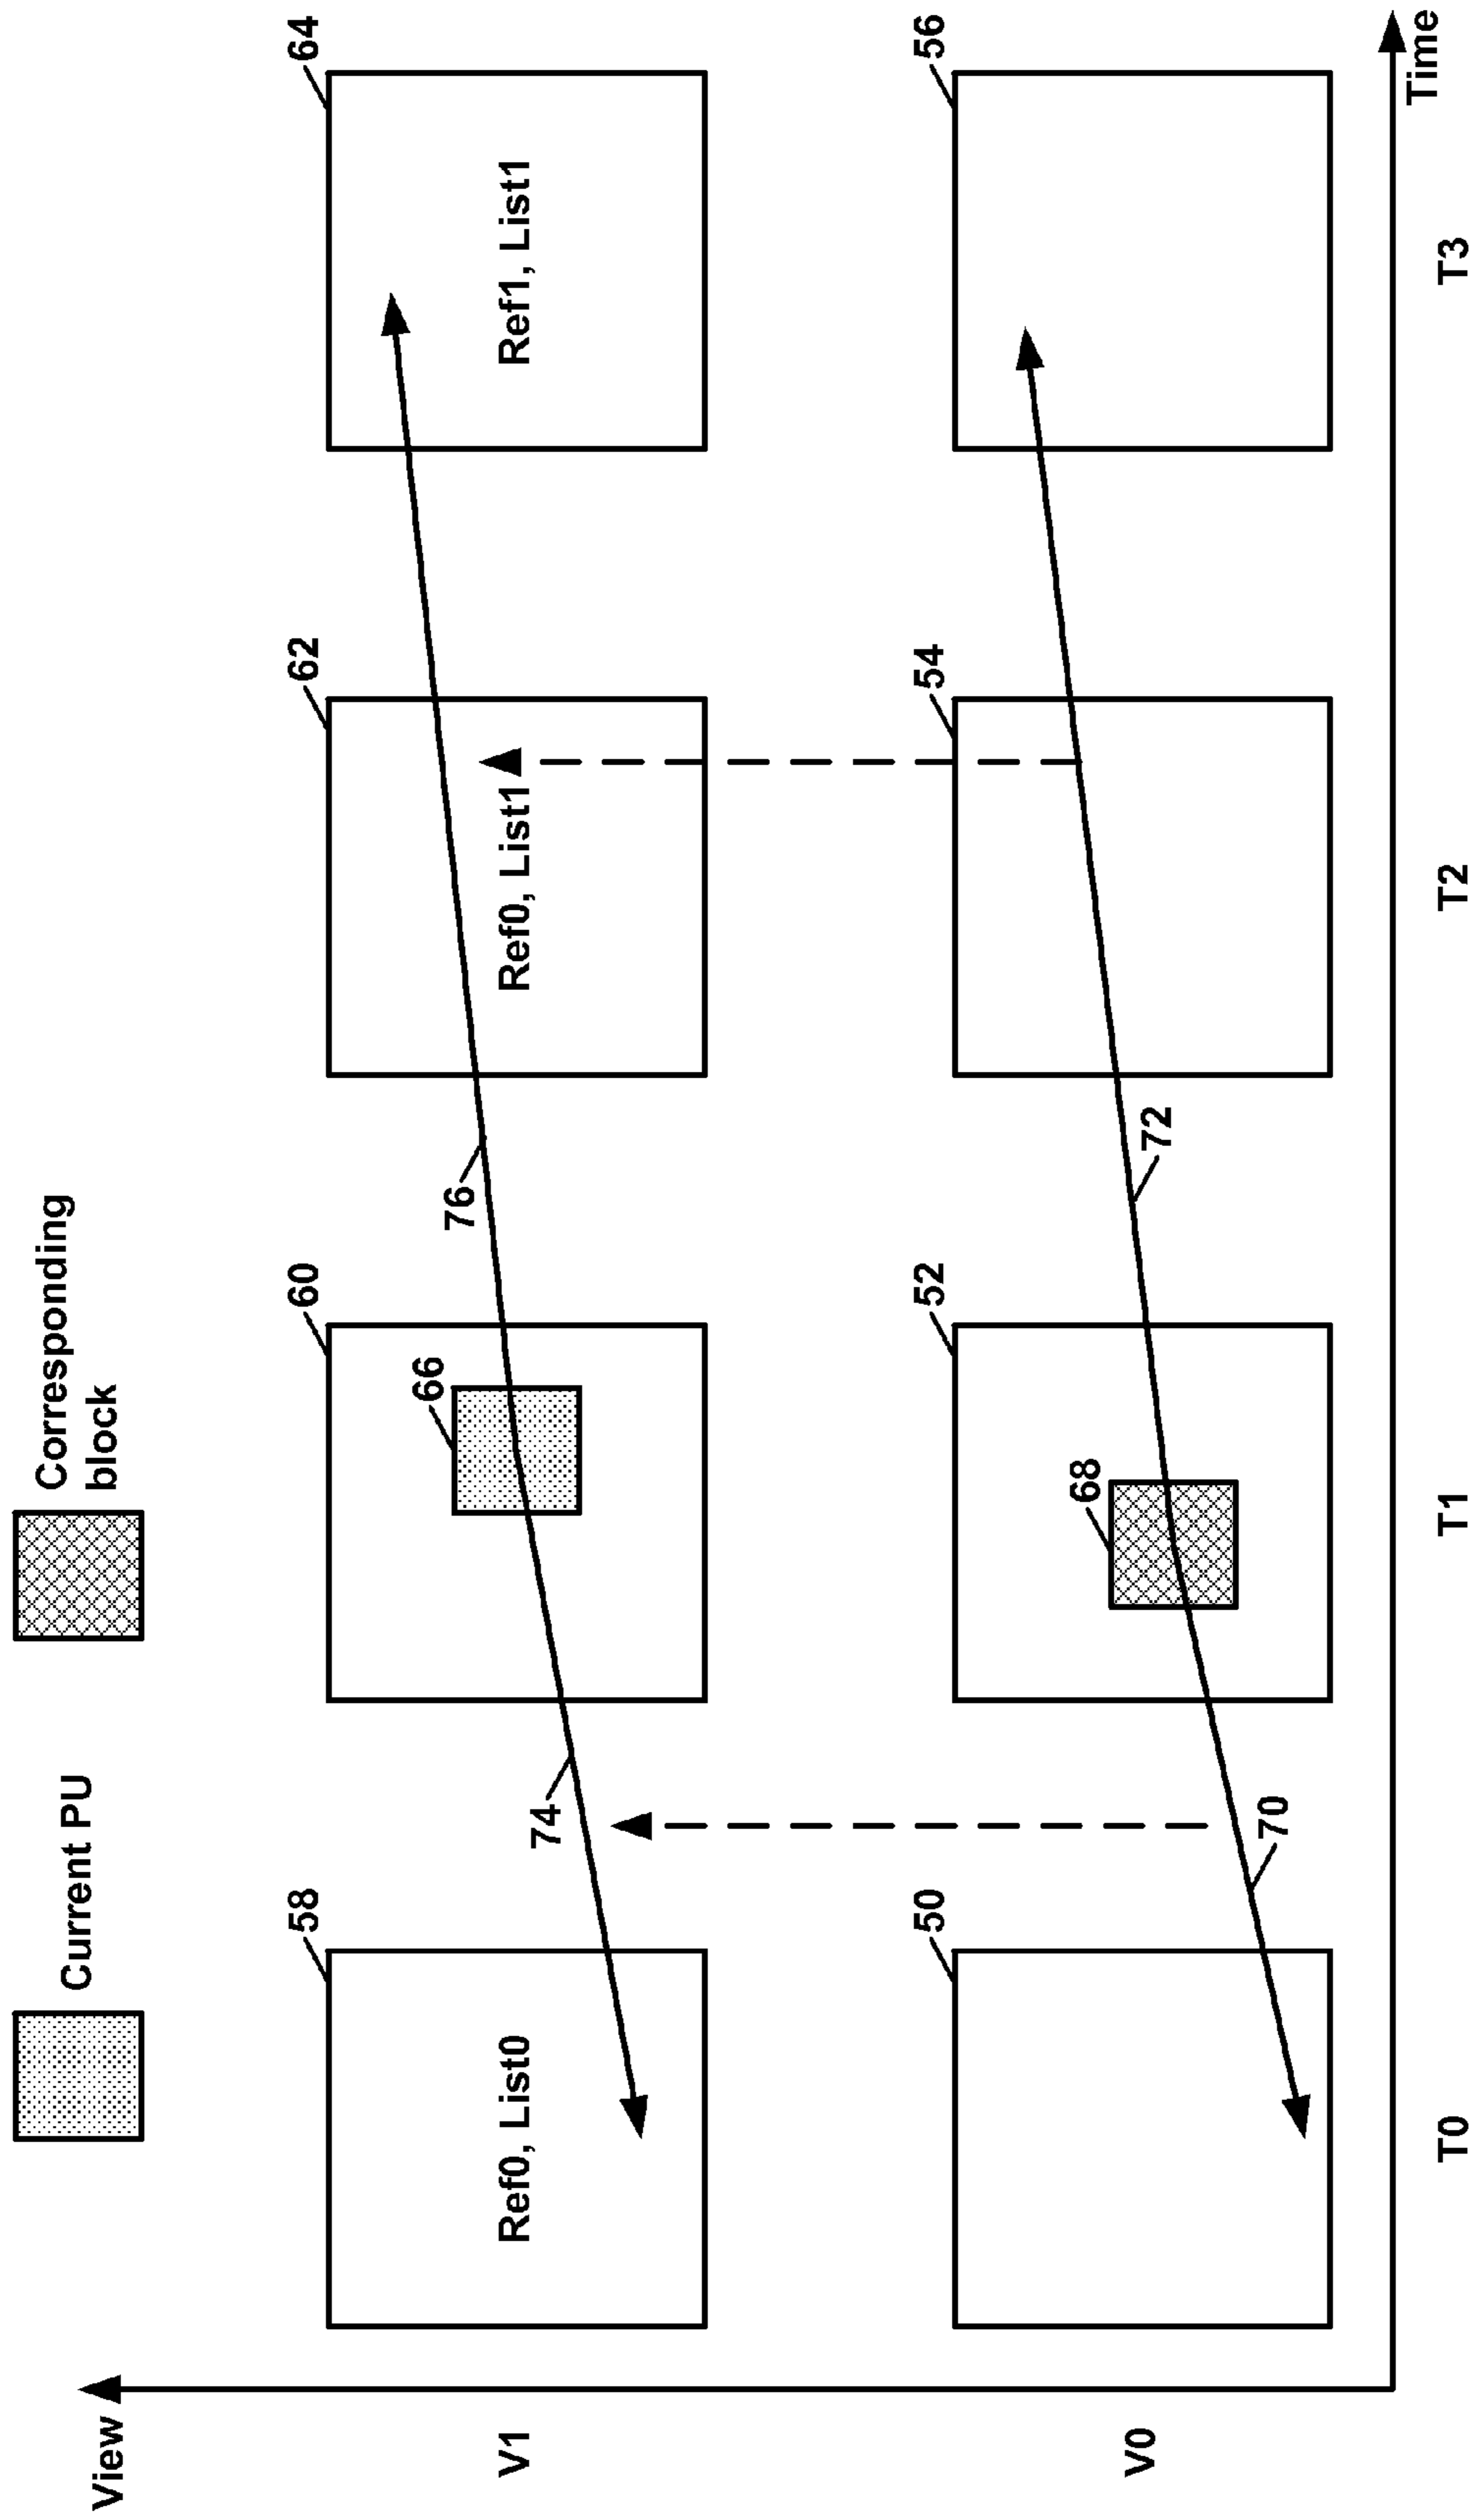 Current PU
Corresponding
block
View
58
60
62
64
V1
Ref0, List0
66
Ref0, List1
Ref1, List1
74
76
50
52
54
56
V0
68
70
72
T0
T1
T2
T3
Time